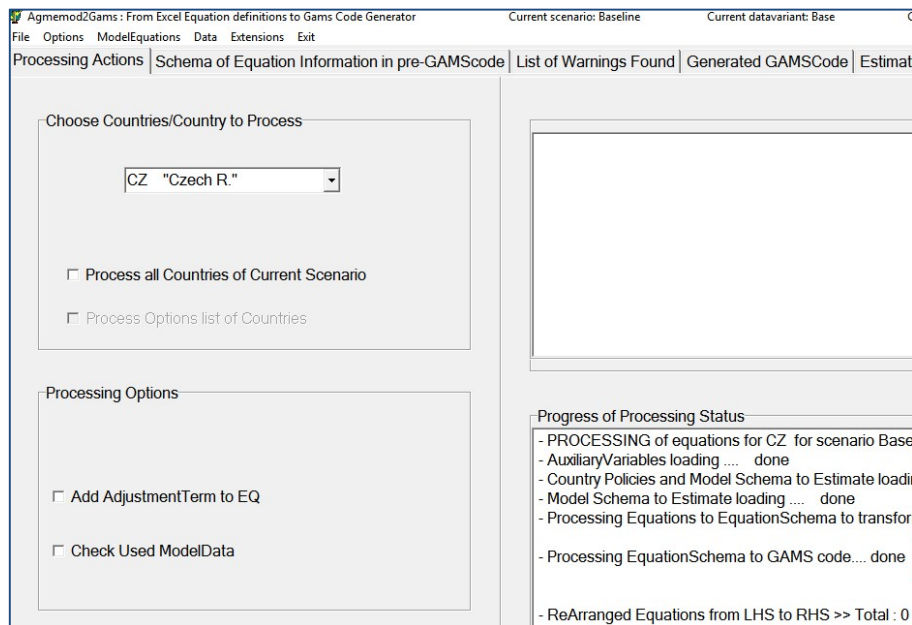 Agmemod2Gams : From Excel Equation definitions to Gams Code Generator Current scenario: Baseline Current datavariant: Base
File Options ModelEquations Data Extensions Exit
Processing Actions Schema of Equation Information in pre-GAMScode List of Warnings Found Generated GAMSCode Estimat
Choose Countries/Country to Process
CZ "Czech R."
Process all Countries of Current Scenario
Process Options list of Countries
Processing Options
Add AdjustmentTerm to EQ
Check Used ModelData
Progress of Processing Status
- PROCESSING of equations for CZ for scenario Base
- AuxiliaryVariables loading .... done
- Country Policies and Model Schema to Estimate loadi
- Model Schema to Estimate loading .... done
- Processing Equations to EquationSchema to transfor
- Processing EquationSchema to GAMS code.... done
- ReArranged Equations from LHS to RHS >> Total : 0